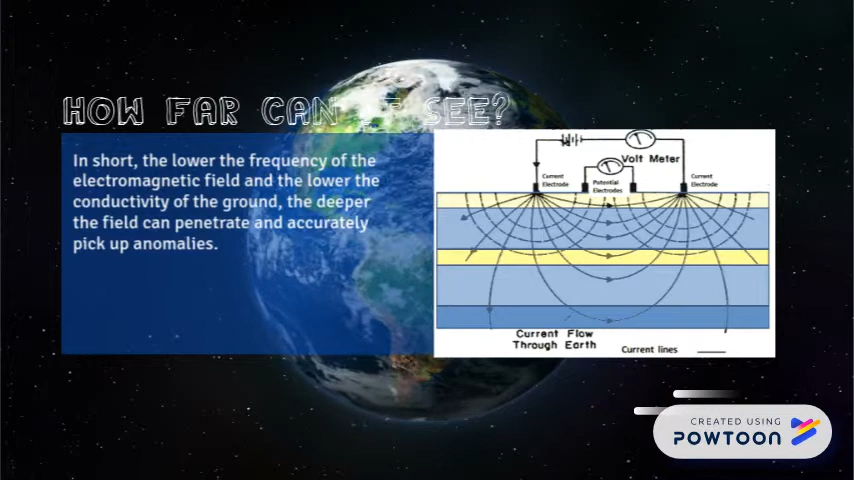 HOW FAR CAN IT SEE?
In short, the lower the frequency of the
electromagnetic field and the lower the
conductivity of the ground, the deeper
the field can penetrate and accurately
pick up anomalies.
Volt Meter
Current
Electrode
Potential
Electrodes
Current
Electrode
Current Flow
Through Earth
Current lines
CREATED USING
POWTOON